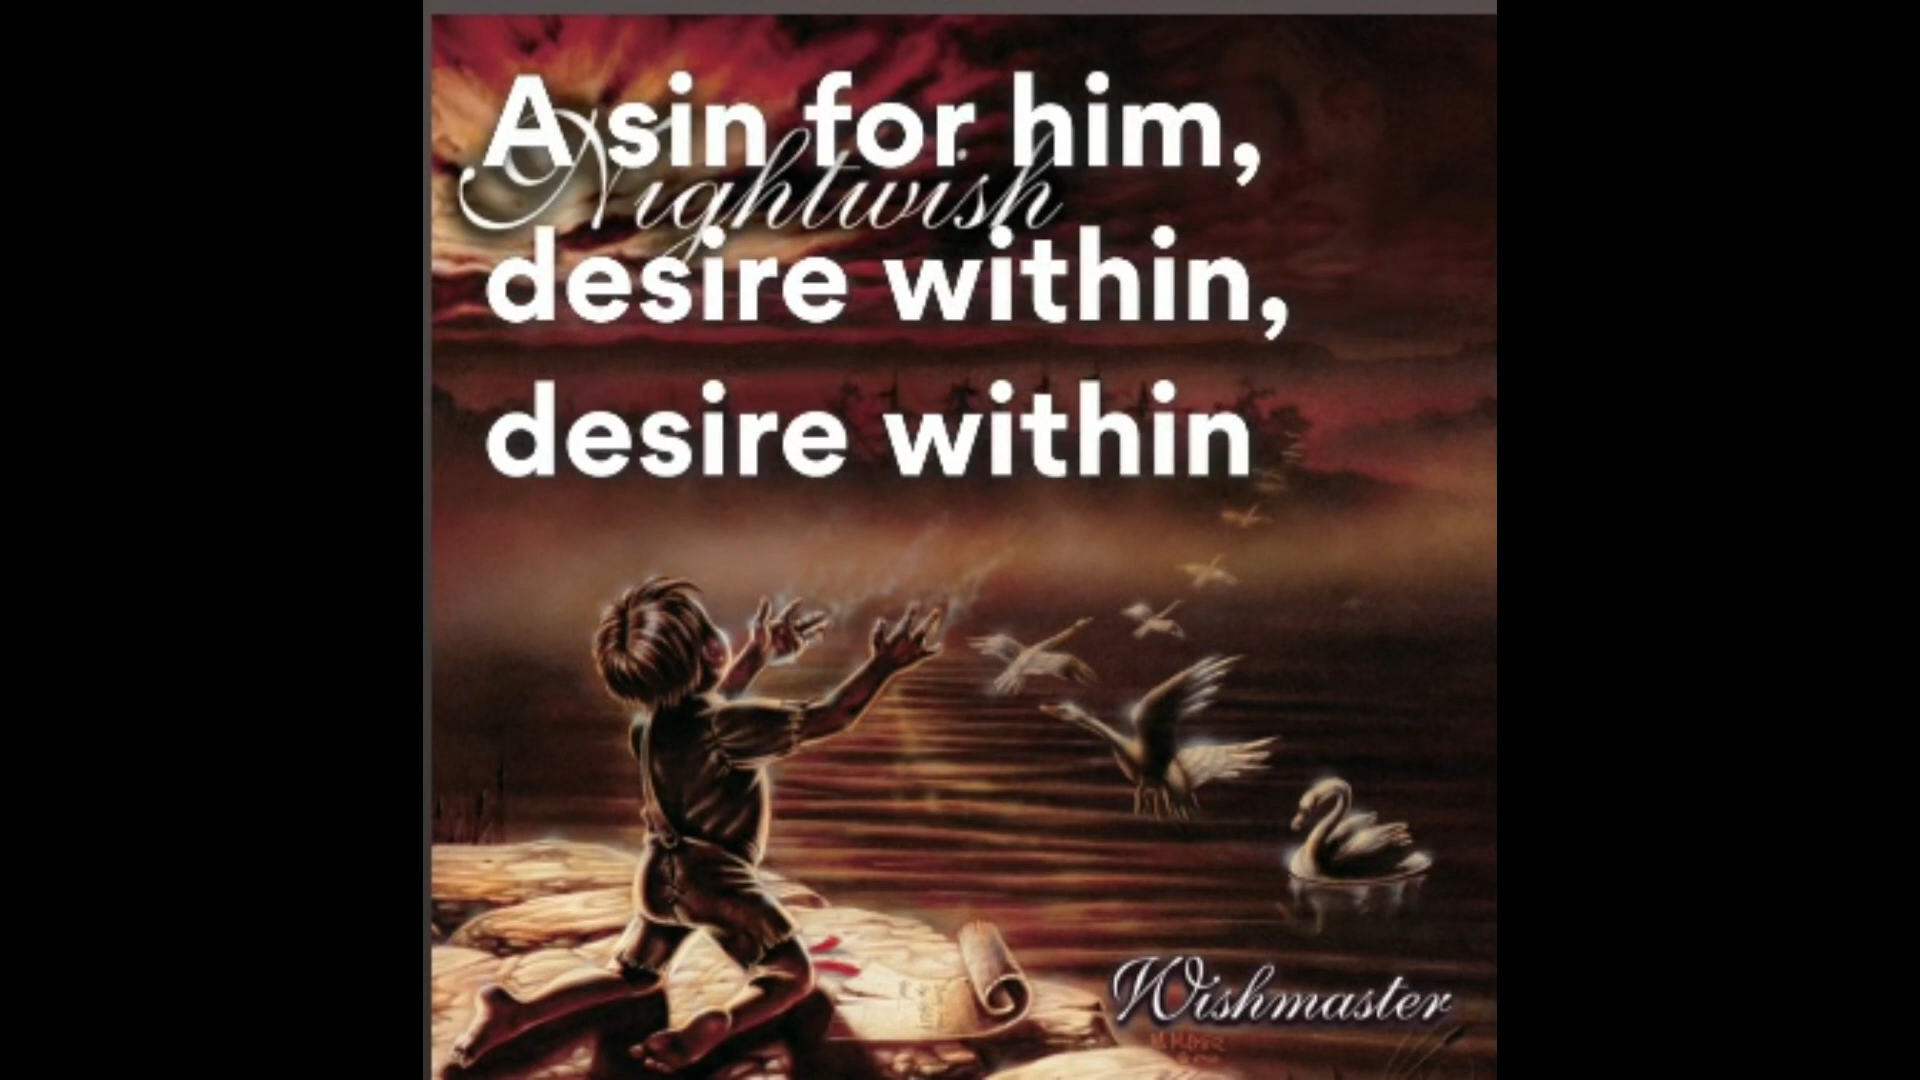 A sin for him,
Nightwish
desire within,
desire within
Wishmaster